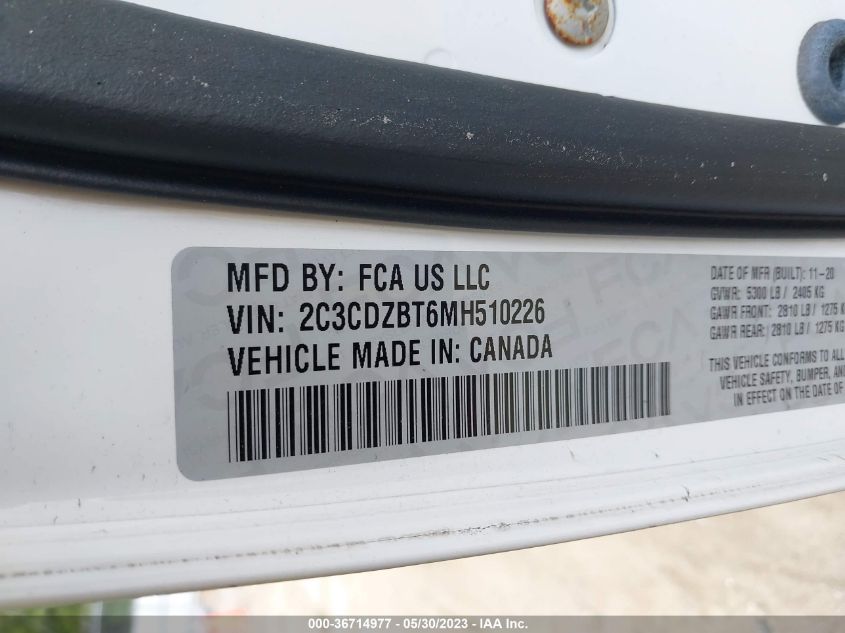 MFD BY: FCA US LLC
VIN: 2C3CDZBT6MH510226
VEHICLE MADE IN: CANADA
DATE OF MFR (BUILT): 11-20
GVWR: 5300 LB / 2405 KG
GAWR FRONT: 2810 LB / 1275 K
GAWR REAR: 2810 LB / 1275 KG
THIS VEHICLE CONFORMS TO ALL
VEHICLE SAFETY, BUMPER, AN
IN EFFECT ON THE DATE OF
000-36714977 - 05/30/2023 - IAA Inc.